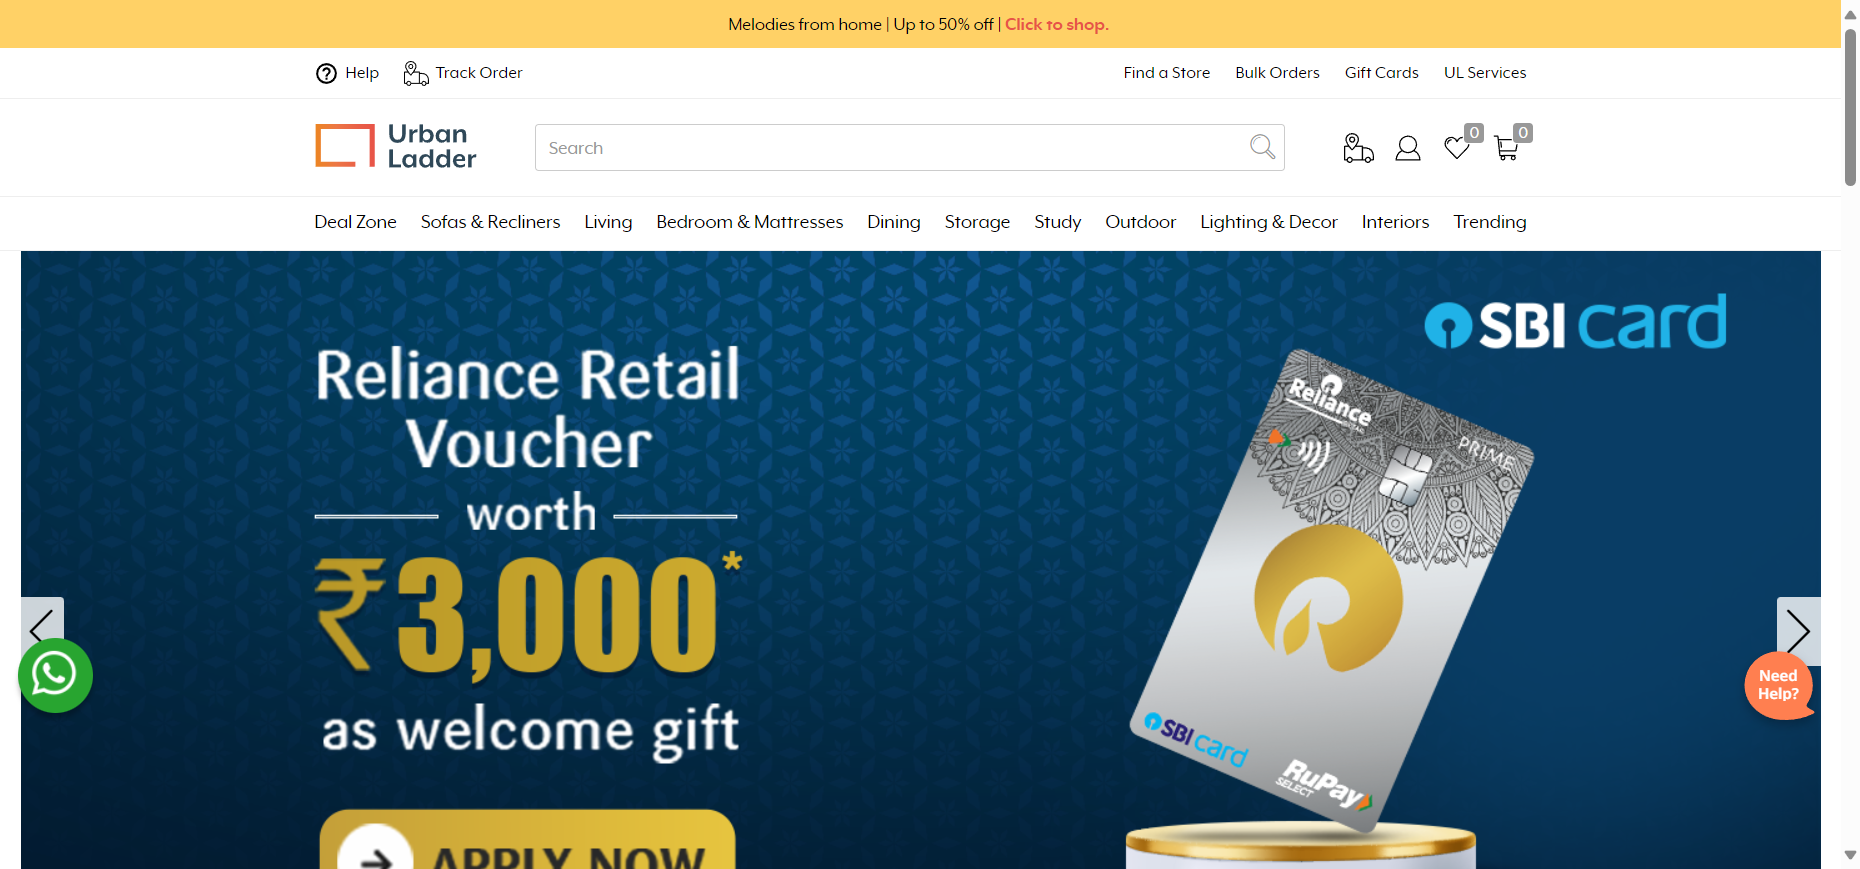 Melodies from home | Up to 50% off | Click to shop.
Help
Track Order
Find a Store
Bulk Orders
Gift Cards
UL Services
Urban
Ladder
Search
0
0
Deal Zone
Sofas & Recliners
Living
Bedroom & Mattresses
Dining
Storage
Study
Outdoor
Lighting & Decor
Interiors
Trending
SBI card
Reliance Retail
Voucher
worth
₹3,000*
as welcome gift
APPLY NOW
Reliance
RETAIL
PRIME
SBI card
RuPay
SELECT
Need
Help?